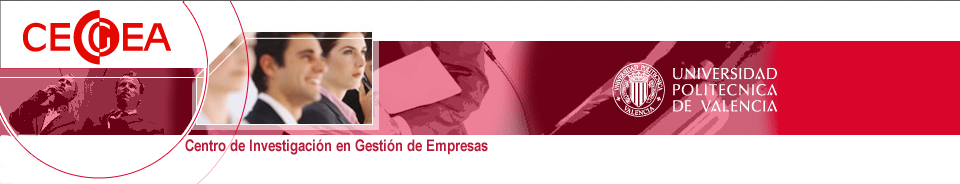 CEGEA
UNIVERSIDAD
POLITECNICA
DE VALENCIA
Centro de Investigación en Gestión de Empresas